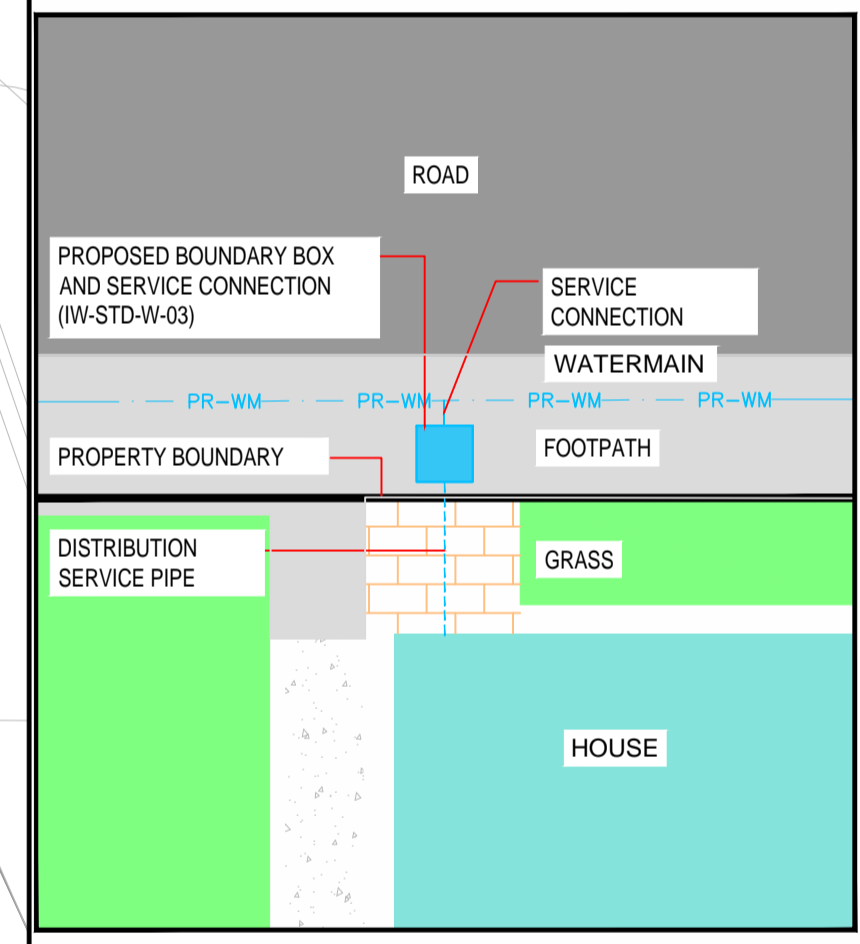 ROAD
PROPOSED BOUNDARY BOX
AND SERVICE CONNECTION
(IW-STD-W-03)
SERVICE
CONNECTION
WATERMAIN
PR-WM PR-WM PR-WM PR-WM
PROPERTY BOUNDARY
FOOTPATH
DISTRIBUTION
SERVICE PIPE
GRASS
HOUSE